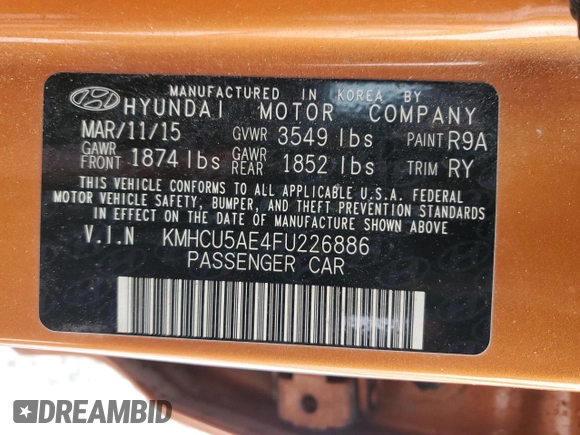 MANUFACTURED IN KOREA BY
HYUNDAI MOTOR COMPANY
MAR/11/15 GVWR 3549 lbs PAINT R9A
GAWR FRONT 1874 lbs GAWR REAR 1852 lbs TRIM RY
THIS VEHICLE CONFORMS TO ALL APPLICABLE U.S.A. FEDERAL
MOTOR VEHICLE SAFETY, BUMPER, AND THEFT PREVENTION STANDARDS
IN EFFECT ON THE DATE OF MANUFACTURE SHOWN ABOVE.
V.I.N KMHCU5AE4FU226886
PASSENGER CAR
DREAMBID